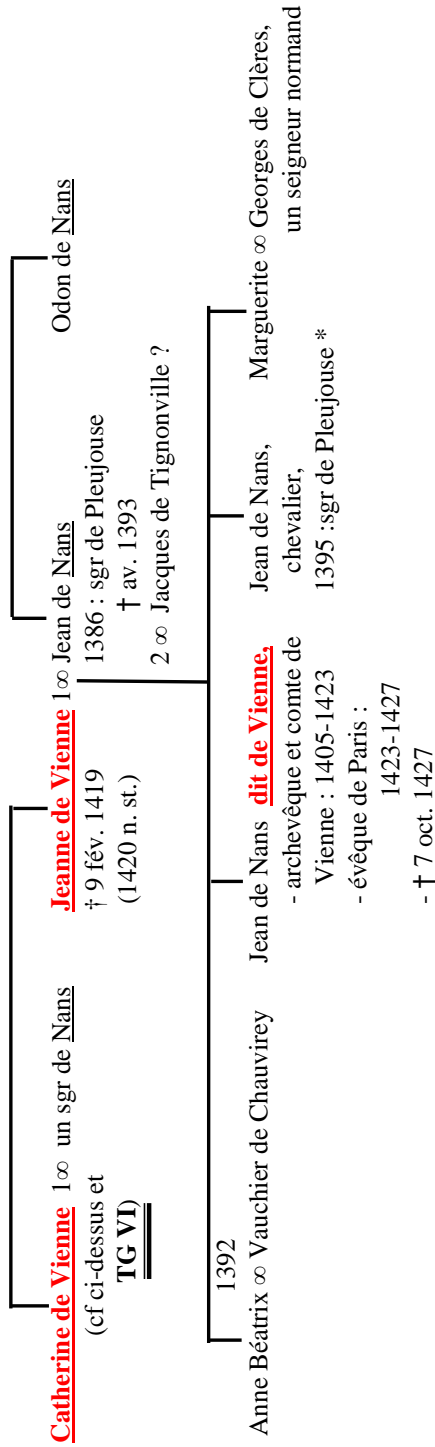 Catherine de Vienne 1∞ un sgr de Nans
(cf ci-dessus et
TG VI)
Jeanne de Vienne 1∞ Jean de Nans
† 9 fév. 1419
(1420 n. st.)
1386 : sgr de Pleujouse
† av. 1393
2 ∞ Jacques de Tignonville ?
Odon de Nans
1392
Anne Béatrix ∞ Vauchier de Chauvirey
Jean de Nans dit de Vienne,
- archevêque et comte de
Vienne : 1405-1423
- évêque de Paris :
1423-1427
- † 7 oct. 1427
Jean de Nans,
chevalier,
1395 :sgr de Pleujouse *
Marguerite ∞ Georges de Clères,
un seigneur normand